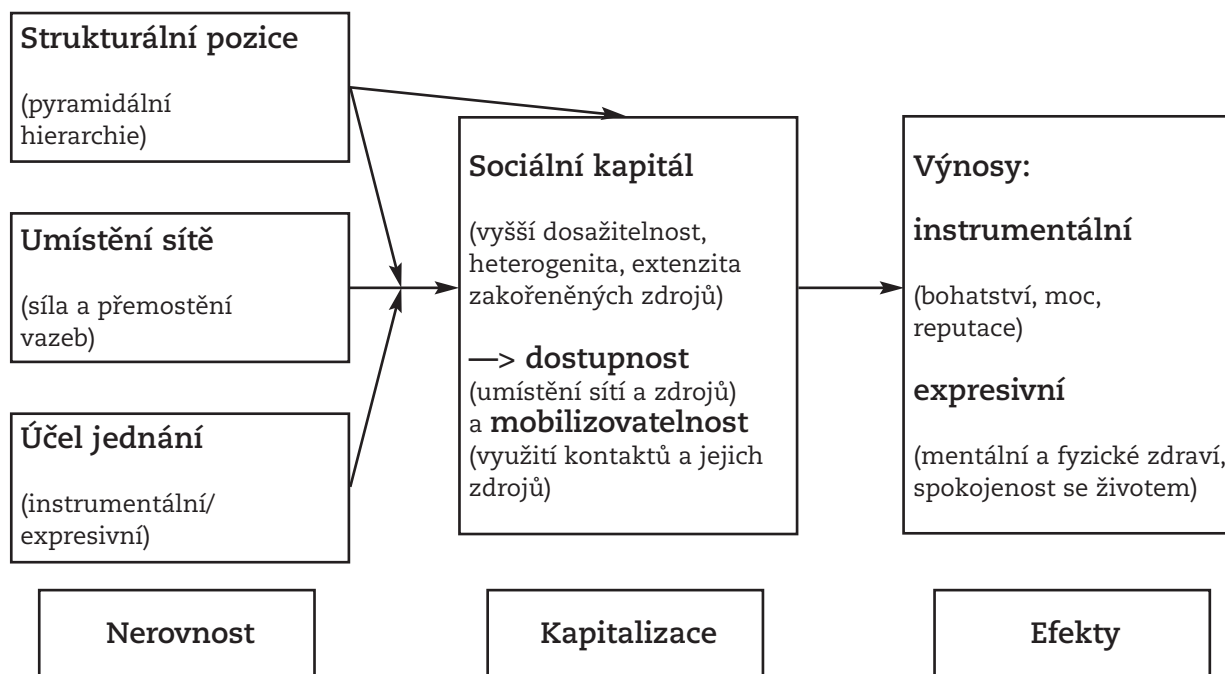 Strukturální pozice
(pyramidální
hierarchie)
Umístění sítě
(síla a přemostění
vazeb)
Účel jednání
(instrumentální/
expresivní)
Sociální kapitál
(vyšší dosažitelnost,
heterogenita, extenzita
zakořeněných zdrojů)
—> dostupnost
(umístění sítí a zdrojů)
a mobilizovatelnost
(využití kontaktů a jejich
zdrojů)
Výnosy:
instrumentální
(bohatství, moc,
reputace)
expresivní
(mentální a fyzické zdraví,
spokojenost se životem)
Nerovnost
Kapitalizace
Efekty